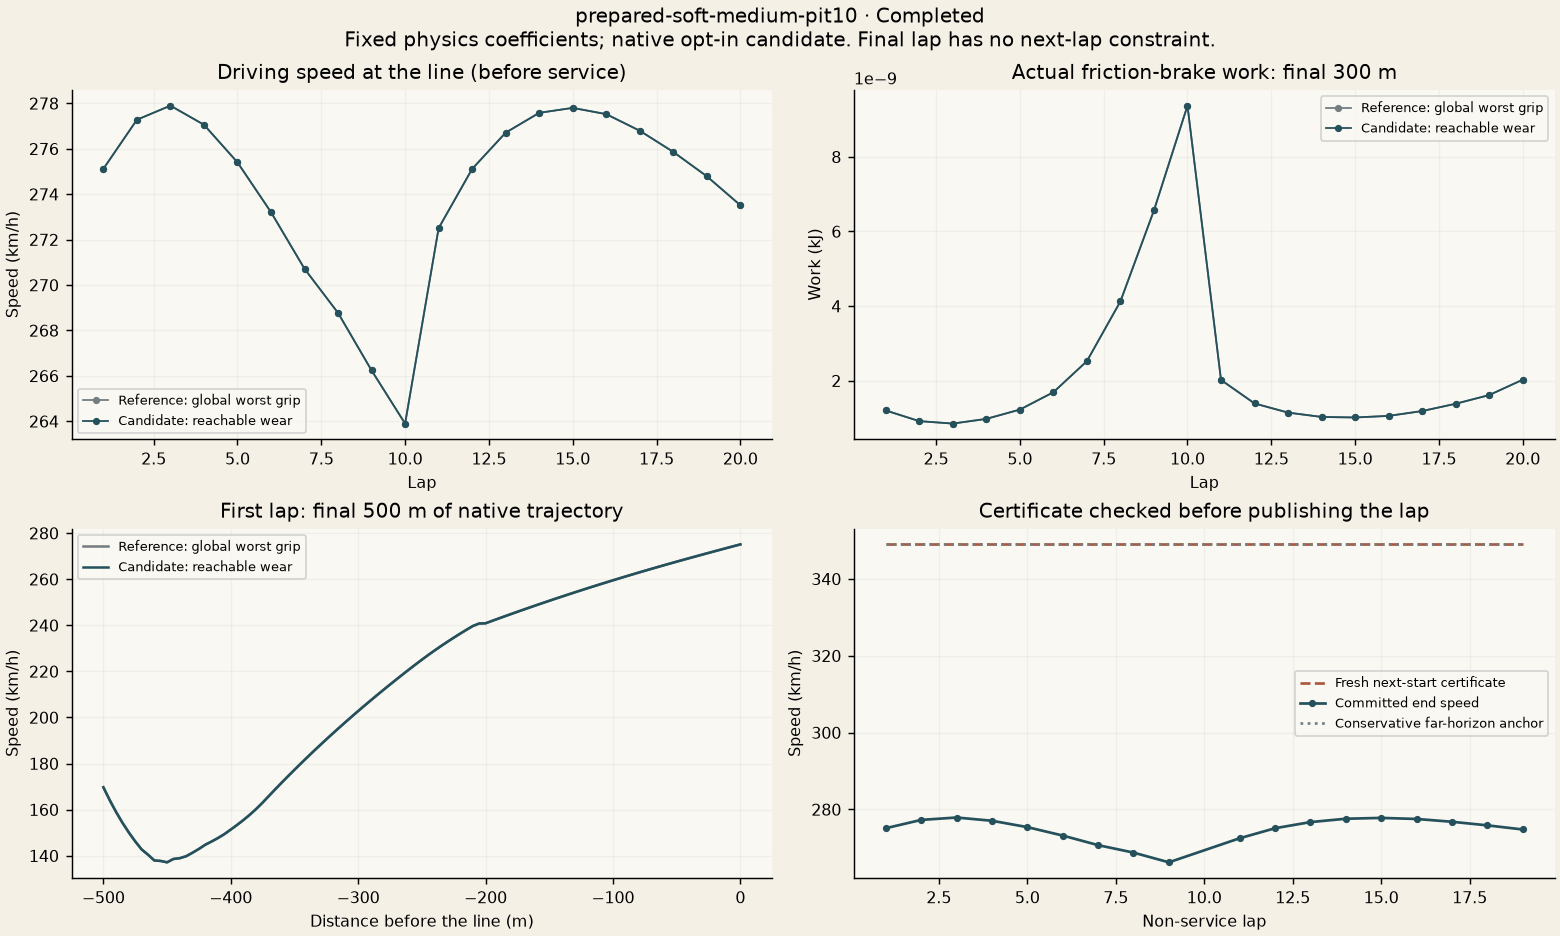 prepared-soft-medium-pit10 · Completed
Fixed physics coefficients; native opt-in candidate. Final lap has no next-lap constraint.
Driving speed at the line (before service)
278
276
274
272
270
268
266
264
Speed (km/h)
Reference: global worst grip
Candidate: reachable wear
2.5 5.0 7.5 10.0 12.5 15.0 17.5 20.0
Lap
Actual friction-brake work: final 300 m
1e−9
8
6
4
2
Work (kJ)
Reference: global worst grip
Candidate: reachable wear
2.5 5.0 7.5 10.0 12.5 15.0 17.5 20.0
Lap
First lap: final 500 m of native trajectory
280
260
240
220
200
180
160
140
Speed (km/h)
Reference: global worst grip
Candidate: reachable wear
−500 −400 −300 −200 −100 0
Distance before the line (m)
Certificate checked before publishing the lap
340
320
300
280
Speed (km/h)
Fresh next-start certificate
Committed end speed
Conservative far-horizon anchor
2.5 5.0 7.5 10.0 12.5 15.0 17.5
Non-service lap